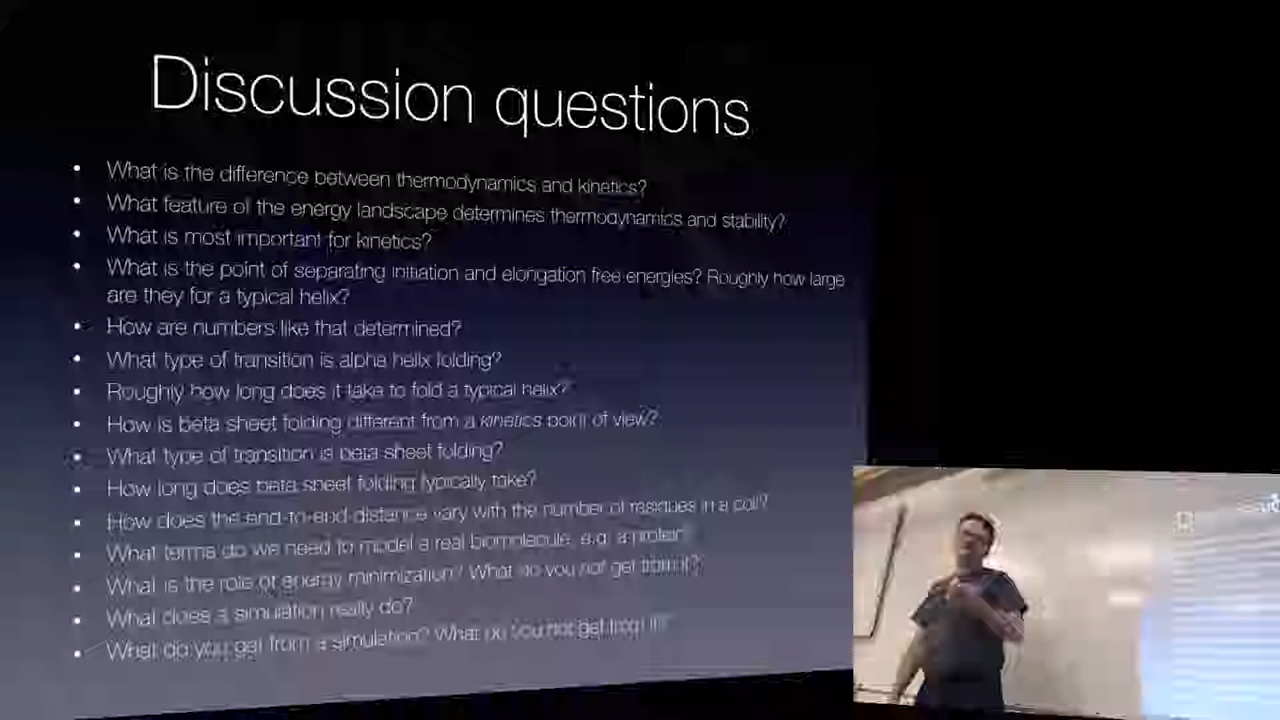 Discussion questions
• What is the difference between thermodynamics and kinetics?
• What feature of the energy landscape determines thermodynamics and stability?
• What is most important for kinetics?
• What is the point of separating initiation and elongation free energies? Roughly how large
are they for a typical helix?
• How are numbers like that determined?
• What type of transition is alpha helix folding?
• Roughly how long does it take to fold a typical helix?
• How is beta sheet folding different from a kinetics point of view?
• What type of transition is beta sheet folding?
• How long does beta sheet folding typically take?
• How does the end-to-end-distance vary with the number of residues in a coil?
• What terms do we need to model a real biomolecule, e.g. a protein?
• What is the role of energy minimization? What do you not get from it?
• What does a simulation really do?
• What do you get from a simulation? What do you not get from it?